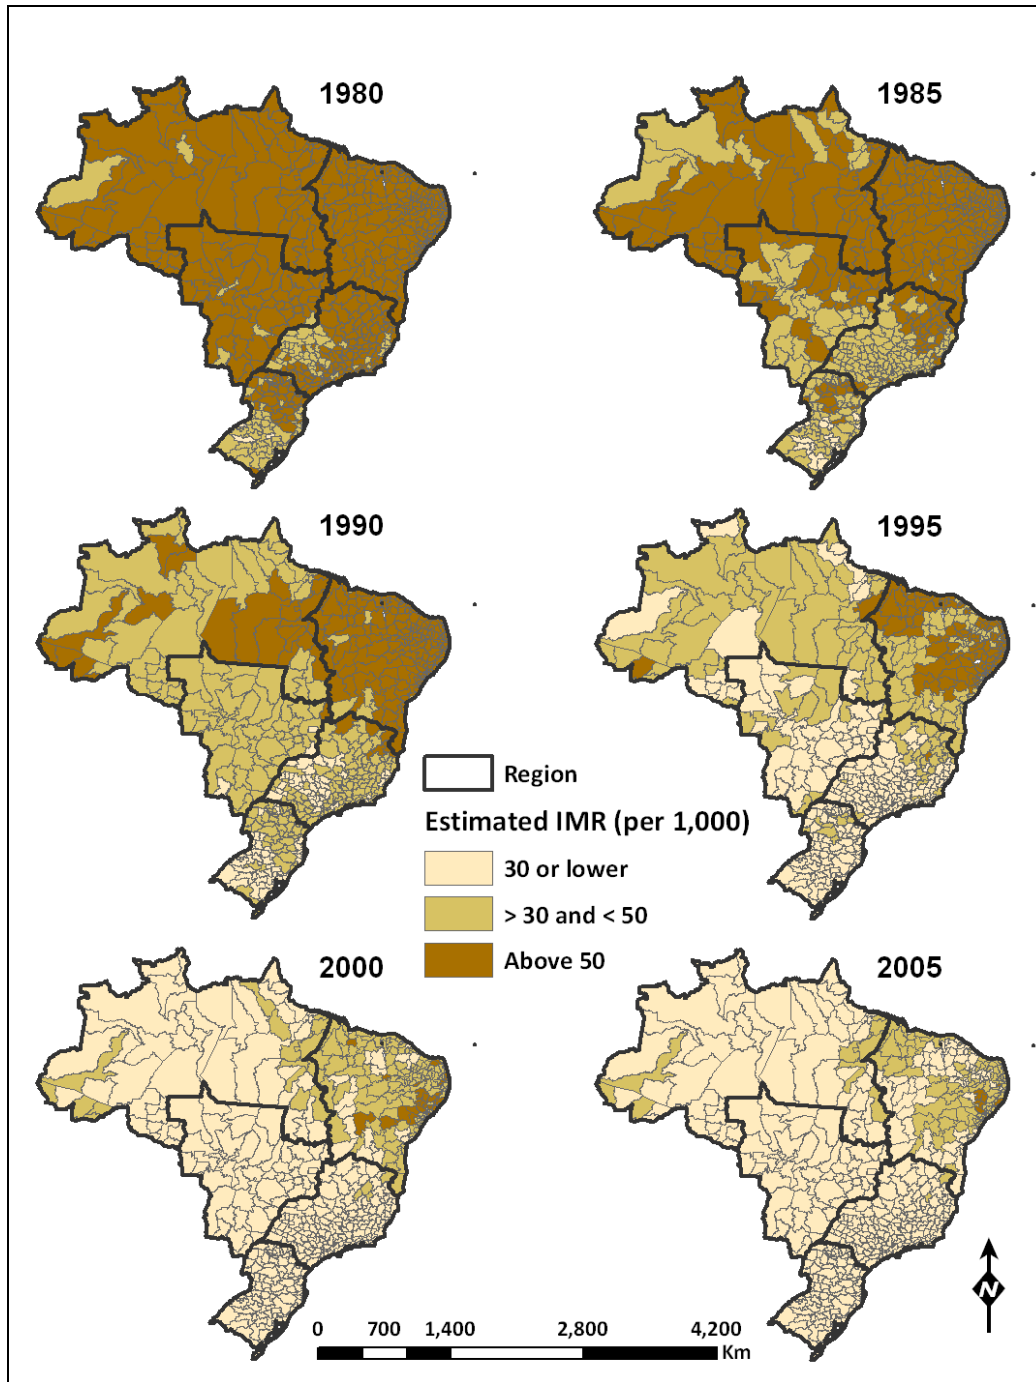 1980
1985
1990
1995
Region
Estimated IMR (per 1,000)
30 or lower
> 30 and < 50
Above 50
2000
2005
N
0 700 1,400 2,800 4,200
Km